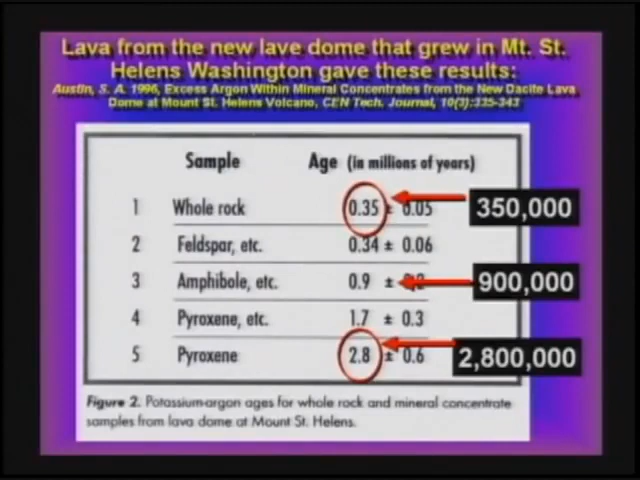 Lava from the new lave dome that grew in Mt. St.
Helens Washington gave these results:
Austin, S. A. 1996, Excess Argon Within Mineral Concentrates from the New Dacite Lava
Dome at Mount St. Helens Volcano, CEN Tech. Journal, 10(3):335-343
Sample Age (in millions of years)
1 Whole rock 0.35 ± 0.05 350,000
2 Feldspar, etc. 0.34 ± 0.06
3 Amphibole, etc. 0.9 ± 900,000
4 Pyroxene, etc. 1.7 ± 0.3
5 Pyroxene 2.8 ± 0.6 2,800,000
Figure 2. Potassium-argon ages for whole rock and mineral concentrate
samples from lava dome at Mount St. Helens.